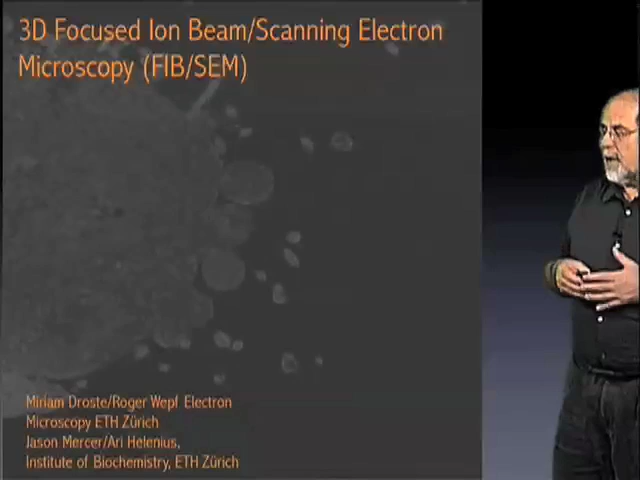 3D Focused Ion Beam/Scanning Electron
Microscopy (FIB/SEM)
Miriam Droste/Roger Wepf Electron
Microscopy ETH Zürich
Jason Mercer/Ari Helenius,
Institute of Biochemistry, ETH Zürich